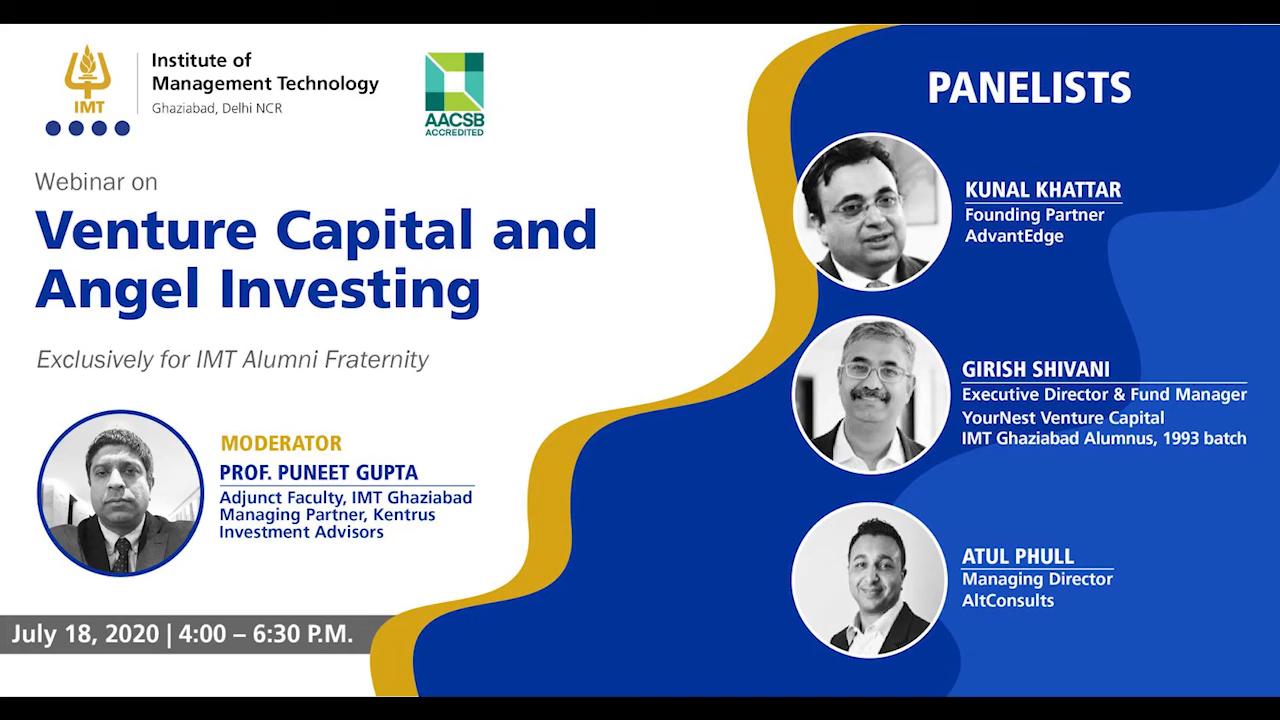 IMT
Institute of
Management Technology
Ghaziabad, Delhi NCR
AACSB
ACCREDITED
Webinar on
Venture Capital and
Angel Investing
Exclusively for IMT Alumni Fraternity
MODERATOR
PROF. PUNEET GUPTA
Adjunct Faculty, IMT Ghaziabad
Managing Partner, Kentrus
Investment Advisors
July 18, 2020 | 4:00 – 6:30 P.M.
PANELISTS
KUNAL KHATTAR
Founding Partner
AdvantEdge
GIRISH SHIVANI
Executive Director & Fund Manager
YourNest Venture Capital
IMT Ghaziabad Alumnus, 1993 batch
ATUL PHULL
Managing Director
AltConsults